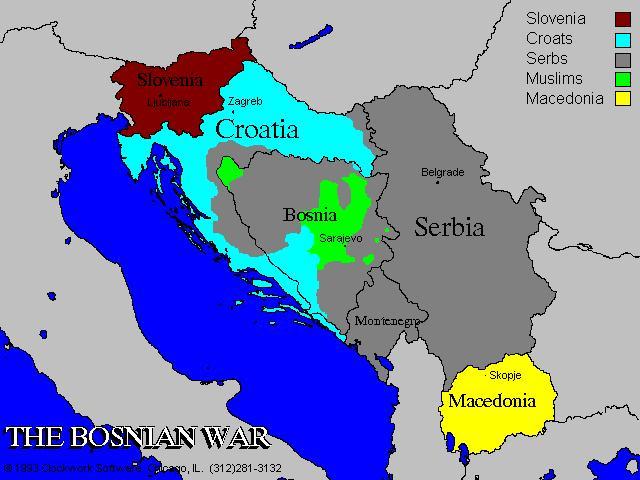 Slovenia
Croats
Serbs
Muslims
Macedonia
Slovenia
Ljubljana
Zagreb
Croatia
Belgrade
Bosnia
Sarajevo
Serbia
Montenegro
Skopje
Macedonia
THE BOSNIAN WAR
© 1993 Clockwork Software, Chicago, IL. (312)281-3132